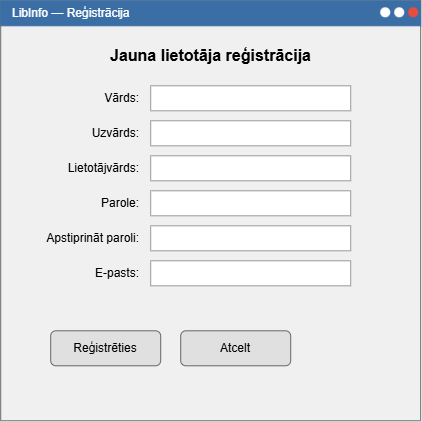 LibInfo — Reģistrācija
Jauna lietotāja reģistrācija
Vārds:
Uzvārds:
Lietotājvārds:
Parole:
Apstiprināt paroli:
E-pasts:
Reģistrēties
Atcelt